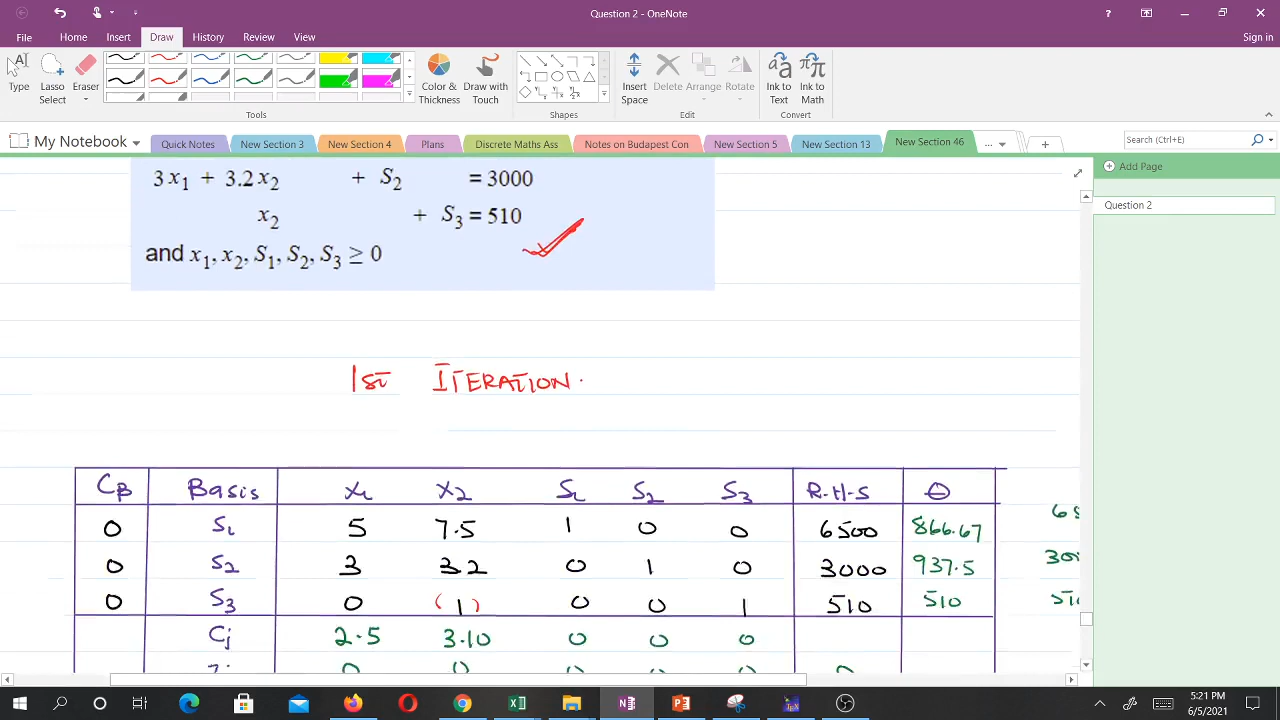 Question 2 - OneNote
Sign in
File Home Insert Draw History Review View
Type
Lasso Select
Eraser
Color & Thickness
Draw with Touch
Insert Space
Delete Arrange Rotate
Ink to Text
Ink to Math
Tools Shapes Edit Convert
My Notebook Quick Notes New Section 3 New Section 4 Plans Discrete Maths Ass Notes on Budapest Con New Section 5 New Section 13 New Section 46 ...
Search (Ctrl+E)
Add Page
Question 2
3x₁ + 3.2x₂ + S₂ = 3000
x₂ + S₃ = 510
and x₁, x₂, S₁, S₂, S₃ ≥ 0
1st ITERATION.
CB Basis x₁ x₂ S₁ S₂ S₃ R.H.S θ
0 S₁ 5 7.5 1 0 0 6500 866.67
0 S₂ 3 3.2 0 1 0 3000 937.5
0 S₃ 0 (1) 0 0 1 510 510
Cj 2.5 3.10 0 0 0
5:21 PM
6/5/2021